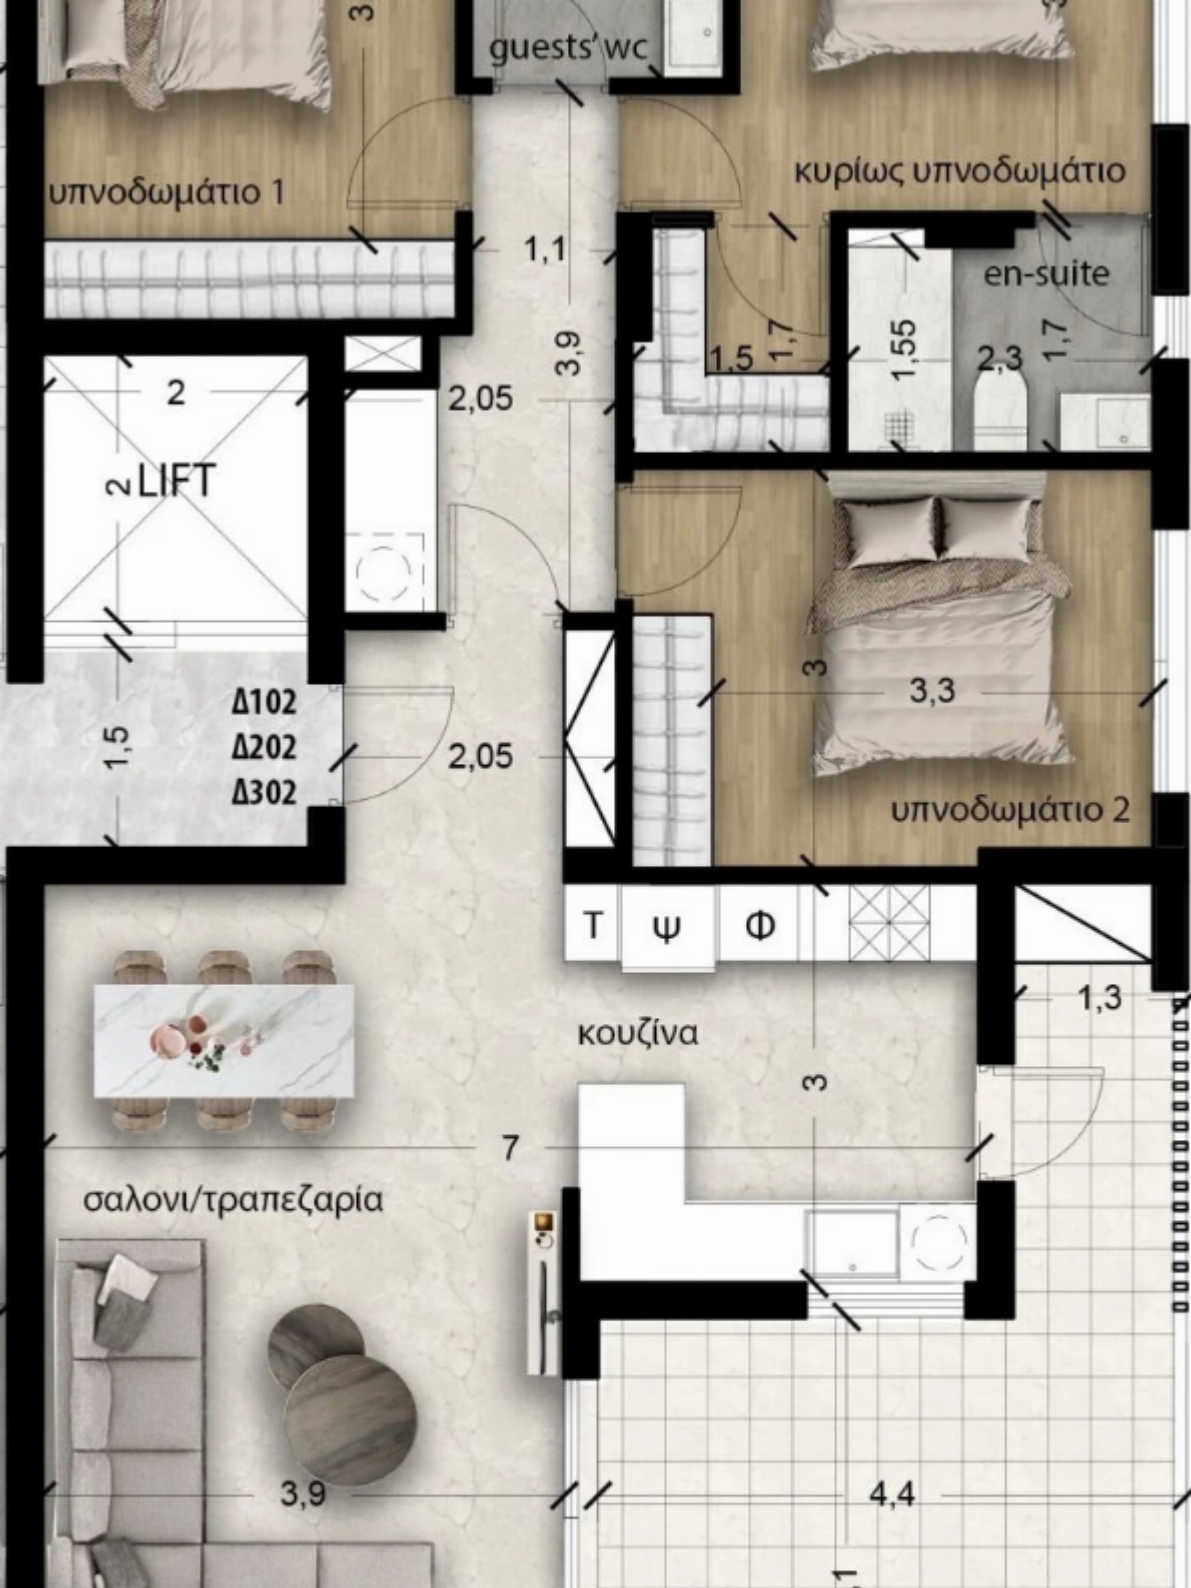 3
guests' wc
υπνοδωμάτιο 1
κυρίως υπνοδωμάτιο
1,1
en-suite
3,9
1,5
1,7
1,55
2,3
1,7
2
2,05
2
LIFT
3
3,3
Δ102
Δ202
Δ302
1,5
2,05
υπνοδωμάτιο 2
Τ
Ψ
Φ
1,3
κουζίνα
3
7
σαλονι/τραπεζαρία
3,9
4,4